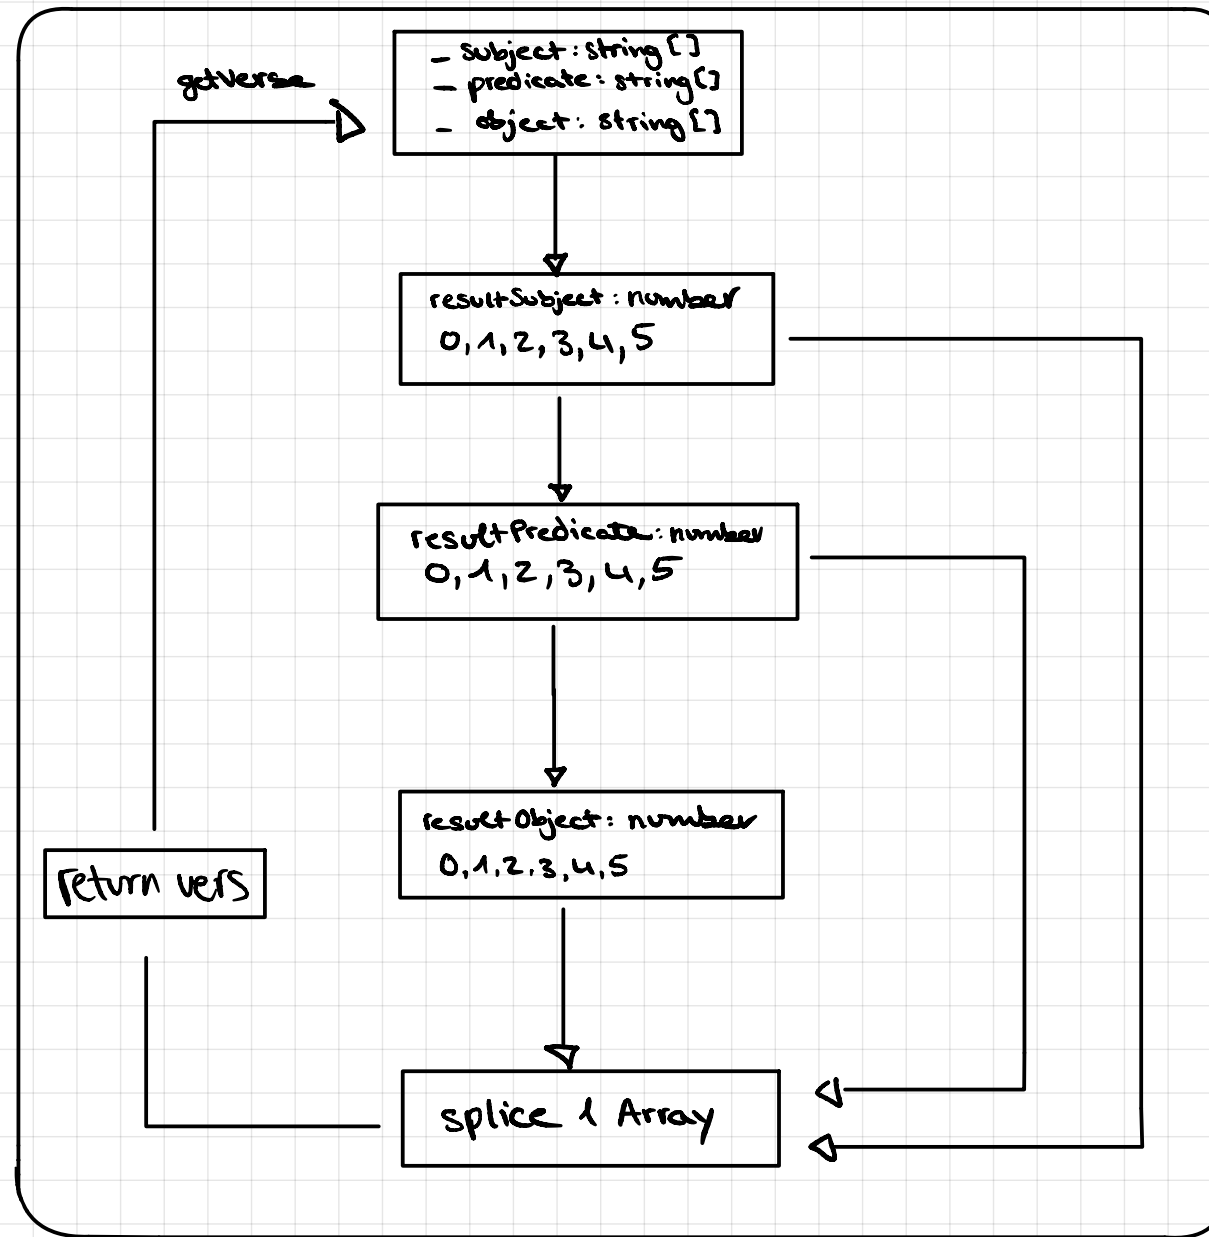 getVerse
- subject: string []
- predicate: string[]
- object: string []
resultSubject: number
0, 1, 2, 3, 4, 5
resultPredicate: number
0, 1, 2, 3, 4, 5
resultObject: number
0, 1, 2, 3, 4, 5
return vers
splice 1 Array